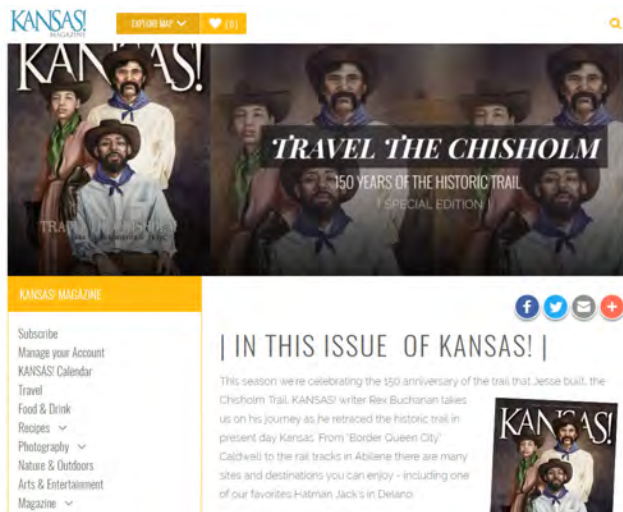 KANSAS!
MAGAZINE
EXPLORE MAP
(0)
KANSAS!
TRAVEL THE CHISHOLM
TRAVEL THE CHISHOLM
150 YEARS OF THE HISTORIC TRAIL
| SPECIAL EDITION |
KANSAS! MAGAZINE
Subscribe
Manage your Account
KANSAS! Calendar
Travel
Food & Drink
Recipes
Photography
Nature & Outdoors
Arts & Entertainment
Magazine
| IN THIS ISSUE OF KANSAS! |
This season we're celebrating the 150 anniversary of the trail that Jesse built, the
Chisholm Trail. KANSAS! writer Rex Buchanan takes
us on his journey as he retraced the historic trail in
present day Kansas. From "Border Queen City"
Caldwell to the rail tracks in Abilene there are many
sites and destinations you can enjoy - including one
of our favorites Hatman Jack's in Delano.
KANSAS!